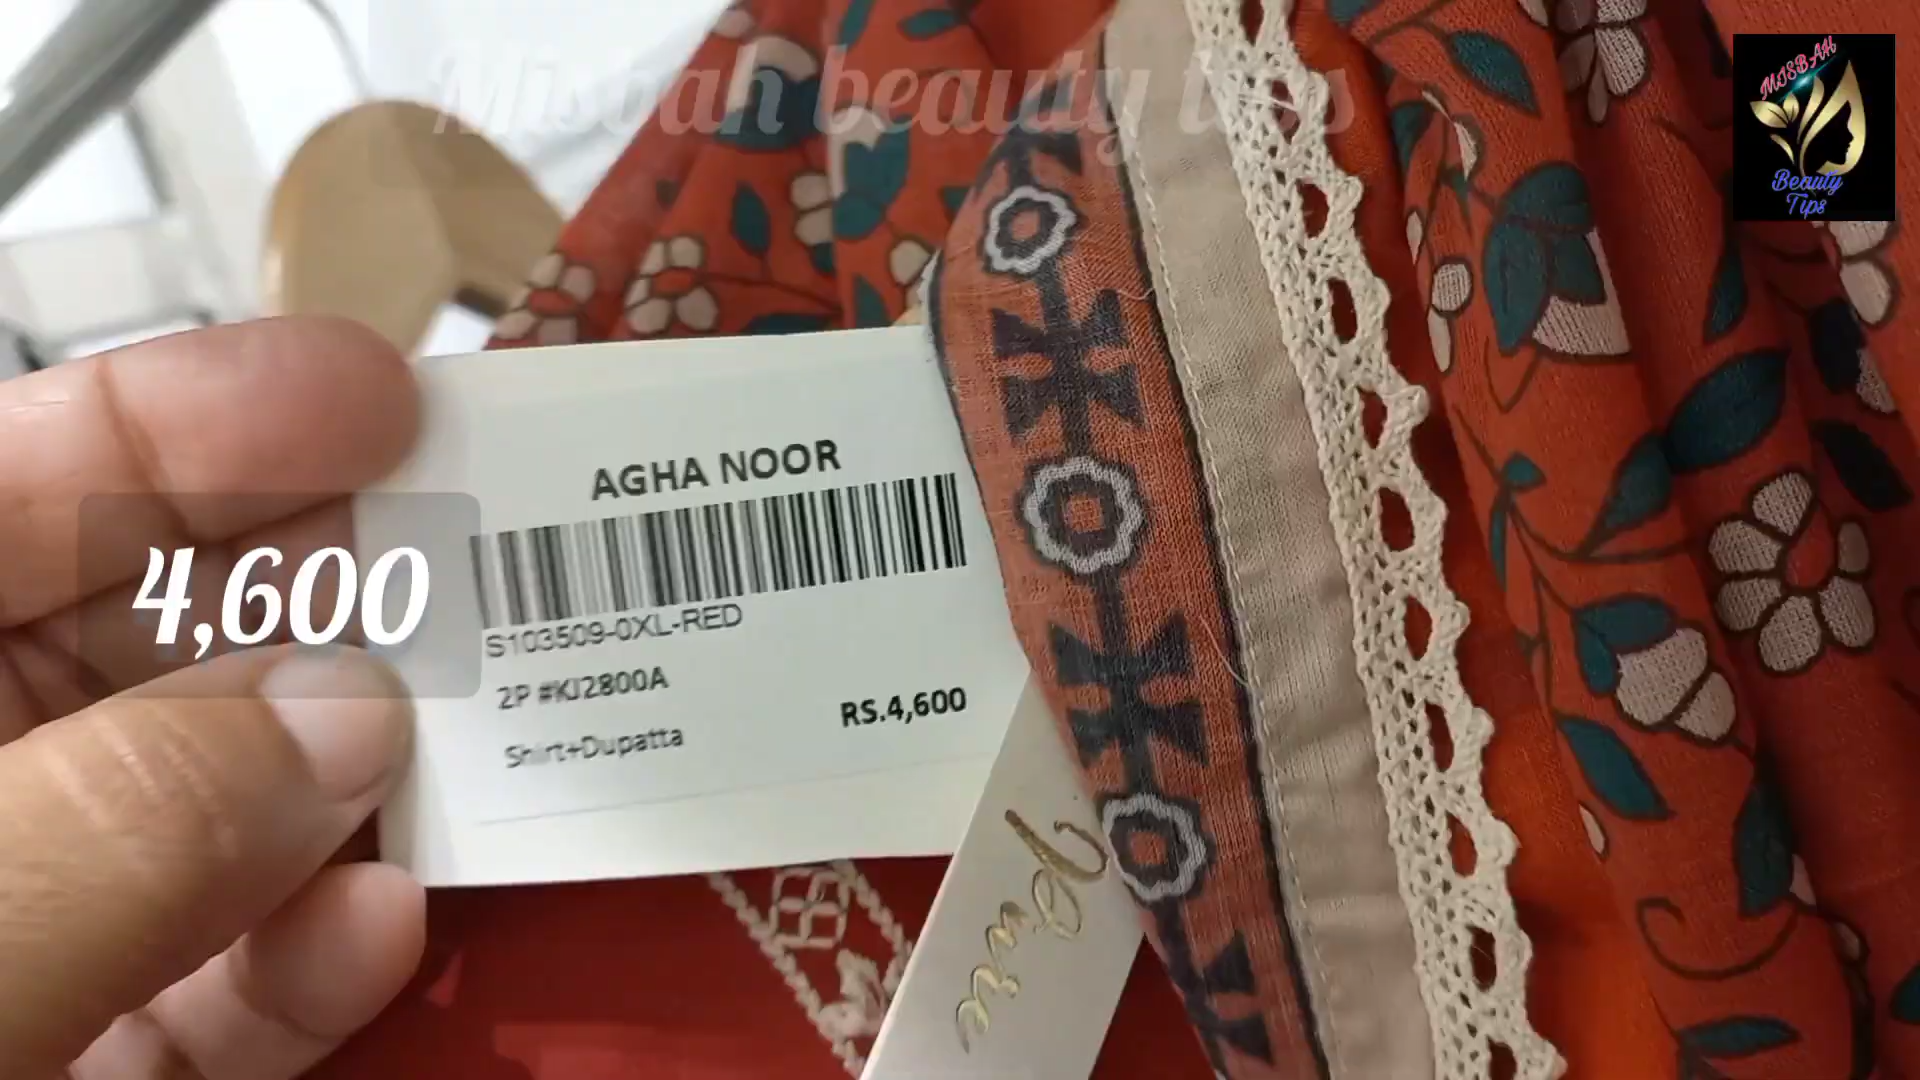 Misbah beauty tips
MISBAH
Beauty
Tips
AGHA NOOR
4,600
S103509-0XL-RED
2P #KJ2800A
RS.4,600
Shirt+Dupatta
Pure